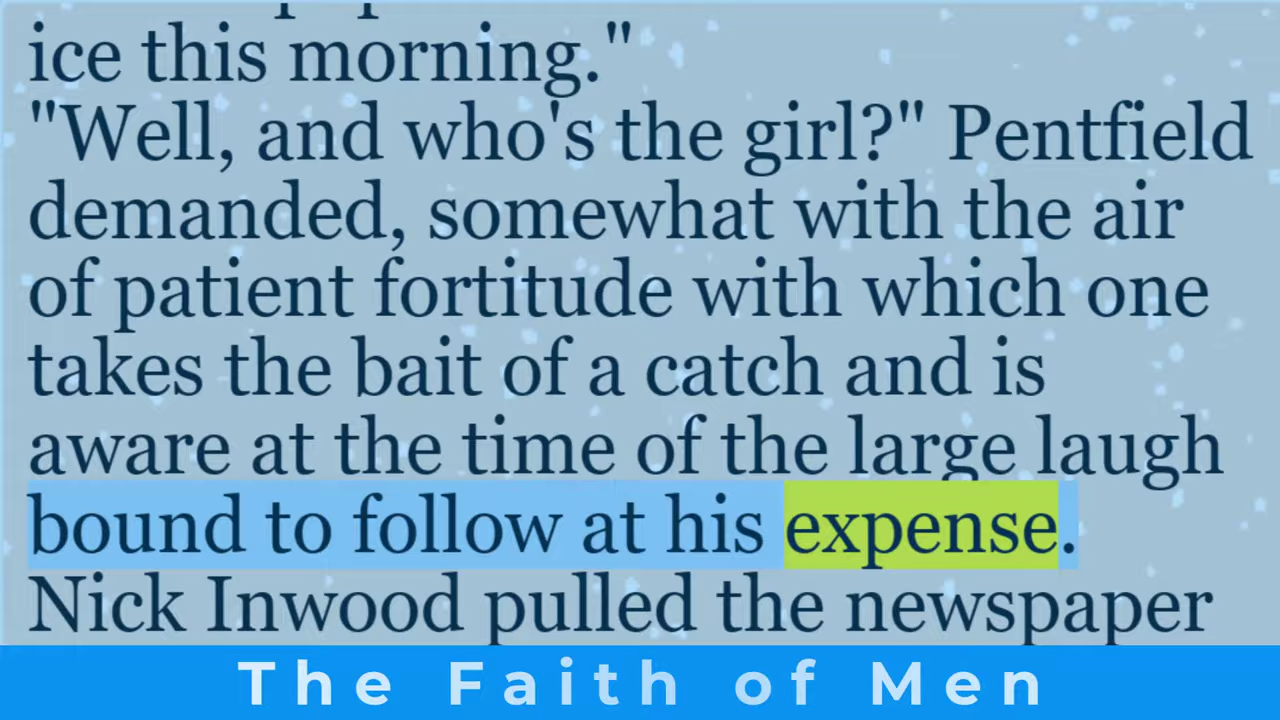 ice this morning."
"Well, and who's the girl?" Pentfield
demanded, somewhat with the air
of patient fortitude with which one
takes the bait of a catch and is
aware at the time of the large laugh
bound to follow at his expense.
Nick Inwood pulled the newspaper
The Faith of Men